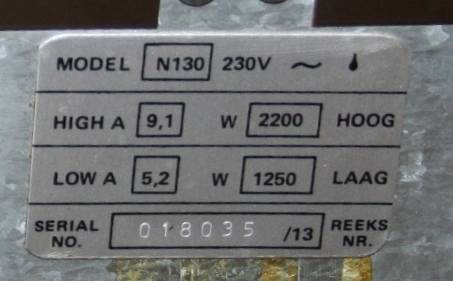 MODEL N130 230V ~
HIGH A 9,1 W 2200 HOOG
LOW A 5,2 W 1250 LAAG
SERIAL NO. 018035 /13 REEKS NR.